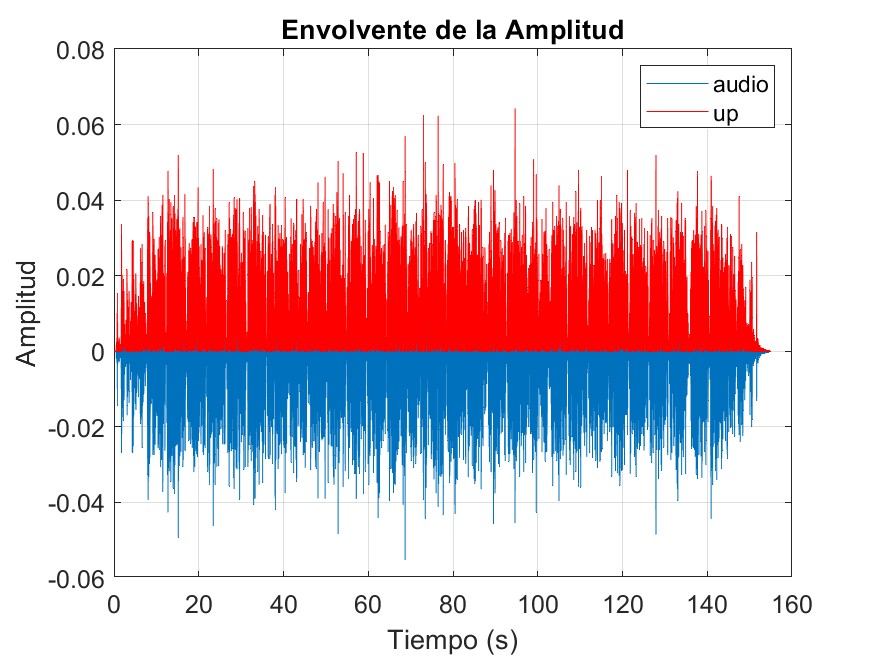 Envolvente de la Amplitud
audio
up
0.08
0.06
0.04
0.02
0
-0.02
-0.04
-0.06
Amplitud
0 20 40 60 80 100 120 140 160
Tiempo (s)